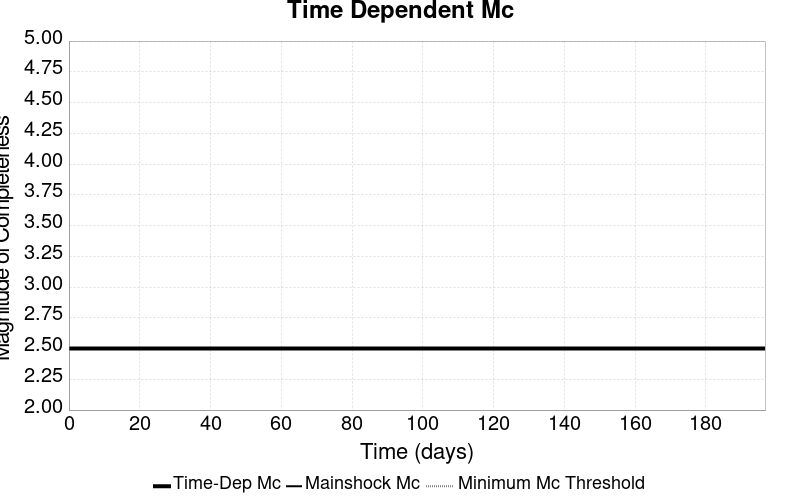 Time Dependent Mc
Magnitude of Completeness
5.00
4.75
4.50
4.25
4.00
3.75
3.50
3.25
3.00
2.75
2.50
2.25
2.00
0 20 40 60 80 100 120 140 160 180
Time (days)
Time-Dep Mc Mainshock Mc Minimum Mc Threshold